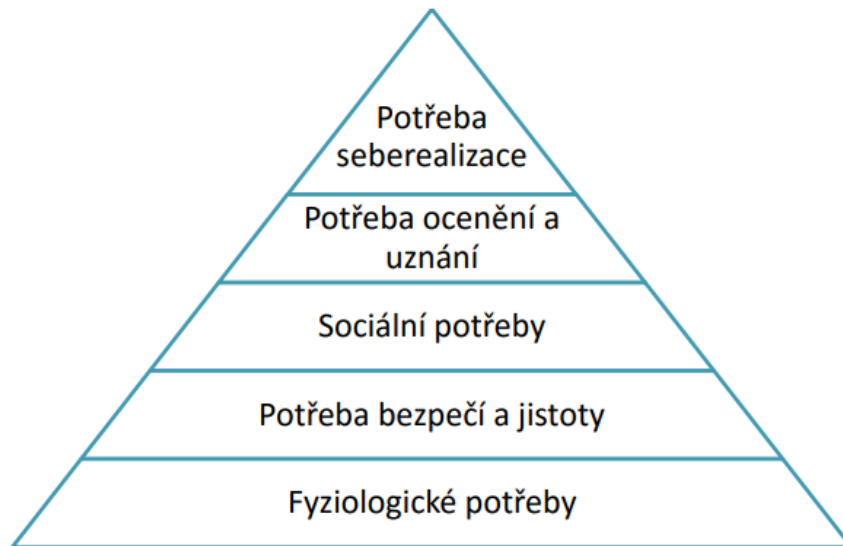 Potřeba
seberealizace
Potřeba ocenění a
uznání
Sociální potřeby
Potřeba bezpečí a jistoty
Fyziologické potřeby